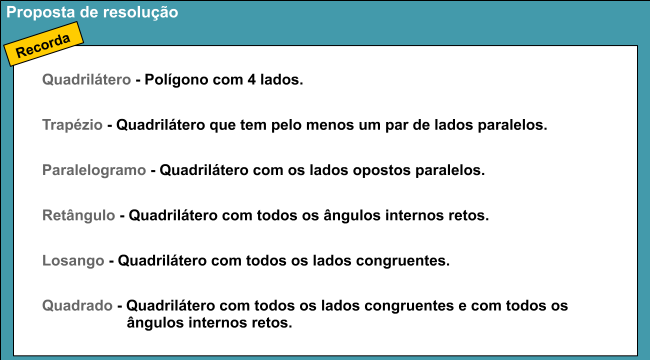 Proposta de resolução
Recorda
Quadrilátero - Polígono com 4 lados.
Trapézio - Quadrilátero que tem pelo menos um par de lados paralelos.
Paralelogramo - Quadrilátero com os lados opostos paralelos.
Retângulo - Quadrilátero com todos os ângulos internos retos.
Losango - Quadrilátero com todos os lados congruentes.
Quadrado - Quadrilátero com todos os lados congruentes e com todos os
ângulos internos retos.